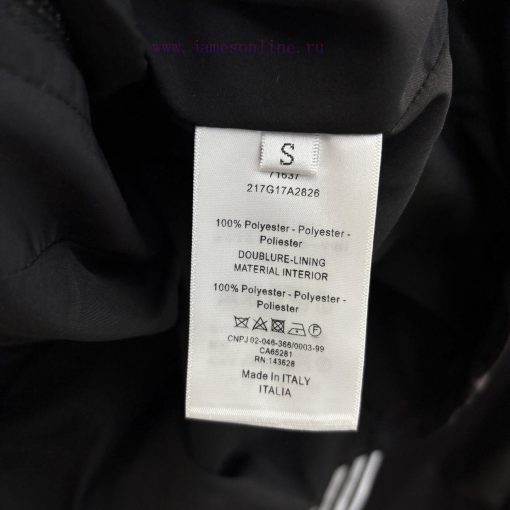 www.jamesonline.ru
S
71637
217G17A2826
100% Polyester - Polyester -
Poliester
DOUBLURE-LINING
MATERIAL INTERIOR
100% Polyester - Polyester -
Poliester
CNPJ 02-046-366/0003-99
CA65281
RN:143628
Made In ITALY
ITALIA